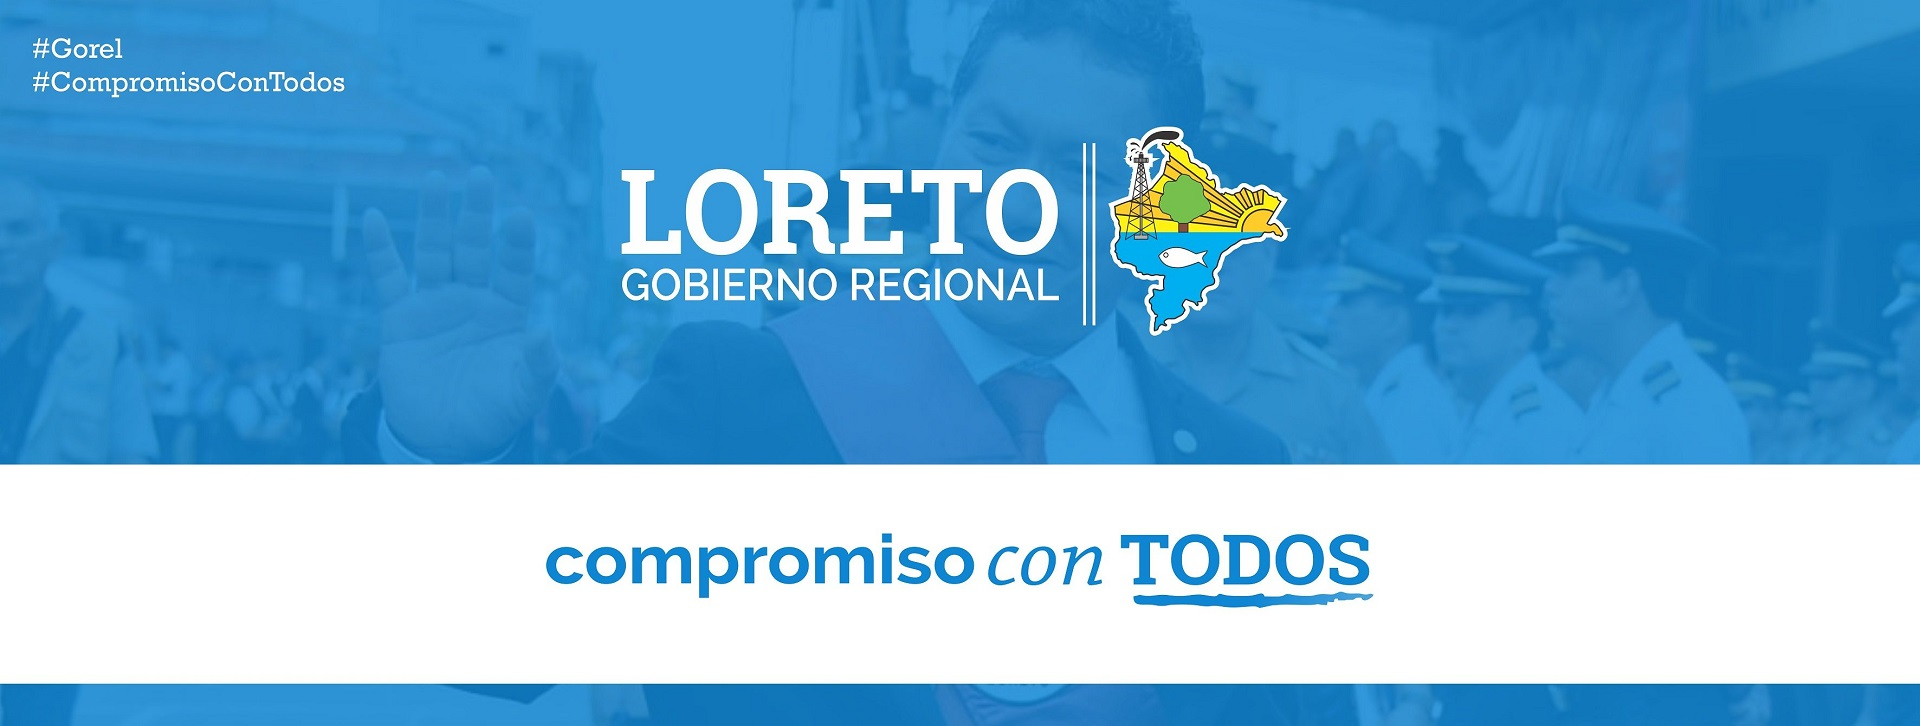 #Gorel
#CompromisoConTodos
LORETO
GOBIERNO REGIONAL
compromiso con TODOS